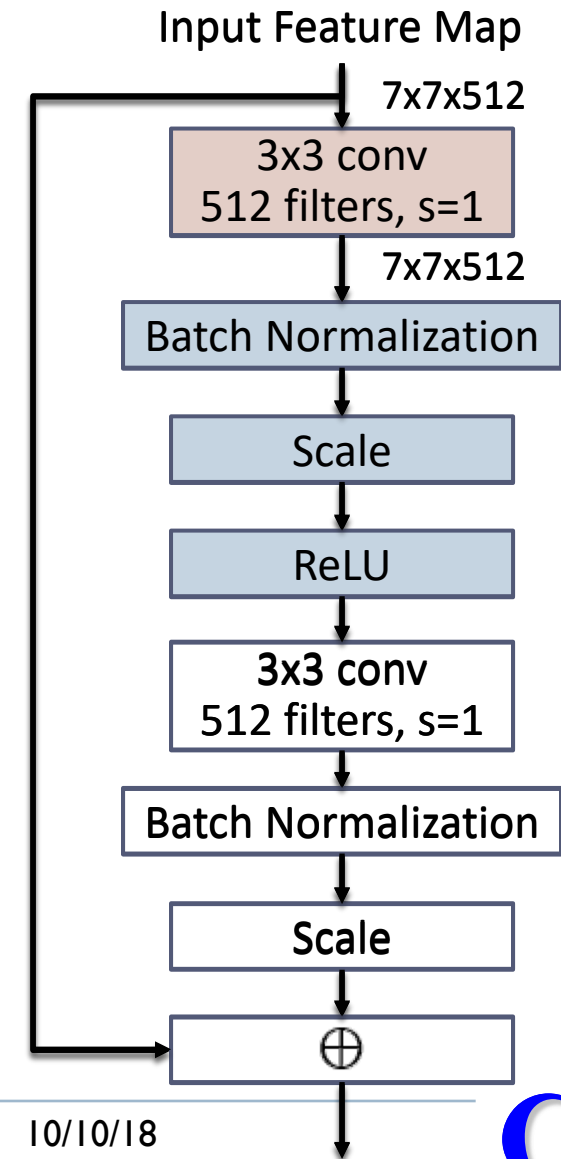 Input Feature Map
7x7x512
3x3 conv
512 filters, s=1
7x7x512
Batch Normalization
Scale
ReLU
3x3 conv
512 filters, s=1
Batch Normalization
Scale
⊕
10/10/18